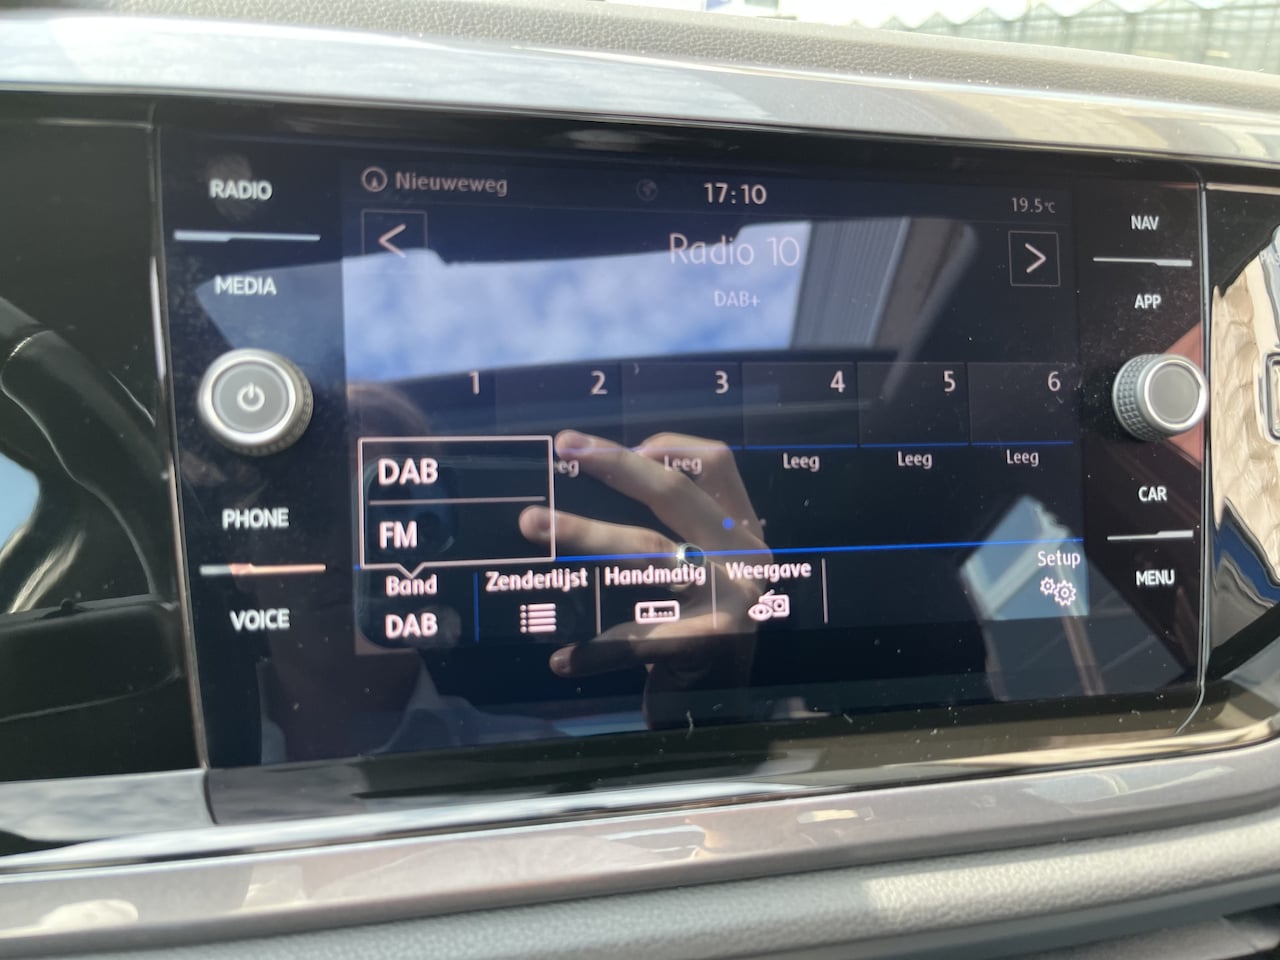 RADIO
MEDIA
PHONE
VOICE
Nieuweweg
17:10
19.5°C
<
Radio 10
>
DAB+
1 2 3 4 5 6
Leeg Leeg Leeg Leeg
DAB
FM
Band
DAB
Zenderlijst
Handmatig
Weergave
Setup
NAV
APP
CAR
MENU